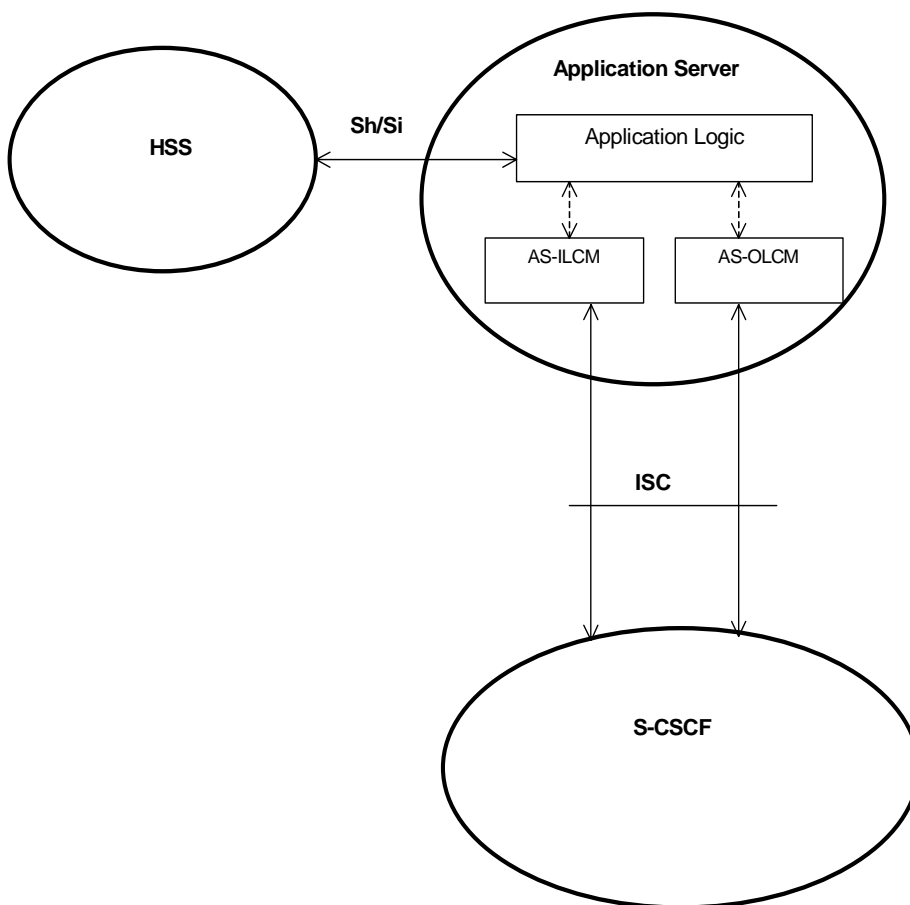 Application Server
Sh/Si
HSS
Application Logic
AS-ILCM
AS-OLCM
ISC
S-CSCF